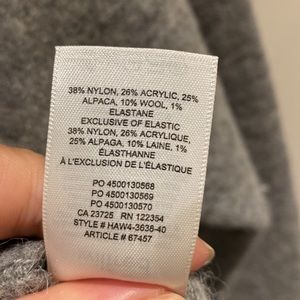 38% NYLON, 26% ACRYLIC, 25%
ALPACA, 10% WOOL, 1%
ELASTANE
EXCLUSIVE OF ELASTIC
38% NYLON, 26% ACRYLIQUE,
25% ALPAGA, 10% LAINE, 1%
ÉLASTHANNE
À L'EXCLUSION DE L'ÉLASTIQUE
PO 4500130568
PO 4500130569
PO 4500130570
CA 23725 RN 122354
STYLE # HAW4-3638-40
ARTICLE # 67457